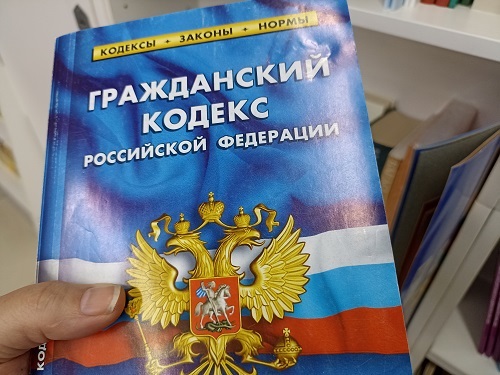 КОДЕКСЫ • ЗАКОНЫ • НОРМЫ
ГРАЖДАНСКИЙ
КОДЕКС
РОССИЙСКОЙ ФЕДЕРАЦИИ